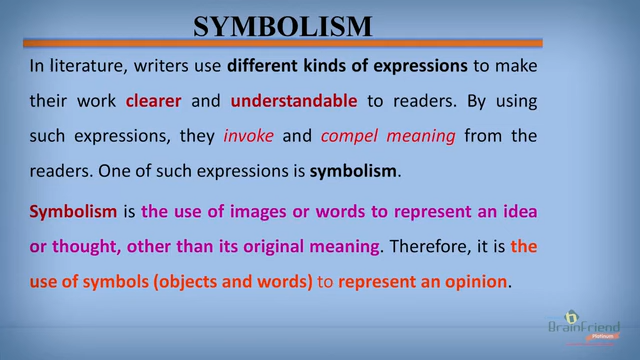 SYMBOLISM
In literature, writers use different kinds of expressions to make
their work clearer and understandable to readers. By using
such expressions, they invoke and compel meaning from the
readers. One of such expressions is symbolism.
Symbolism is the use of images or words to represent an idea
or thought, other than its original meaning. Therefore, it is the
use of symbols (objects and words) to represent an opinion.
BrainFriend
Platinum